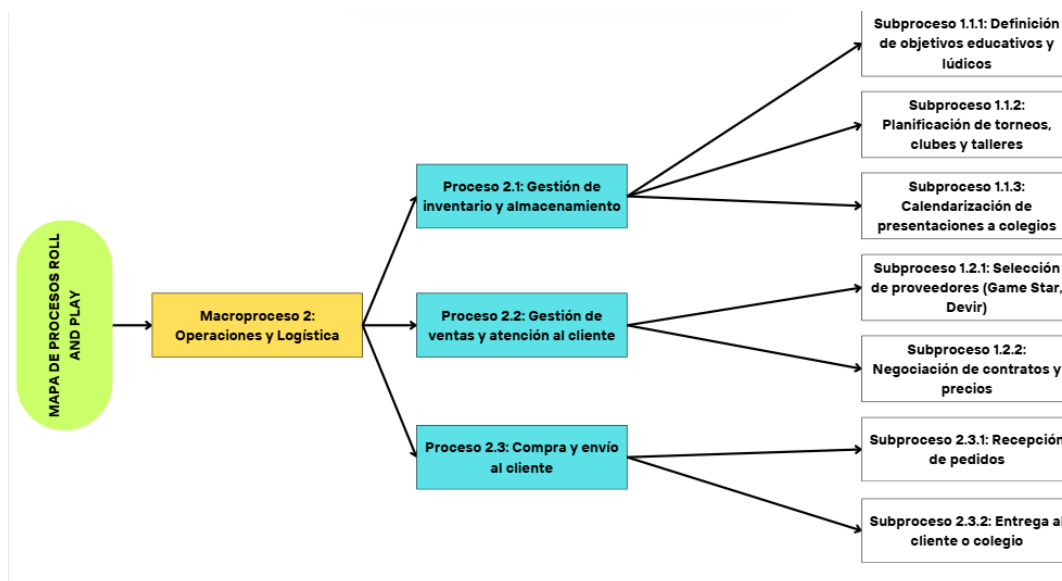 MAPA DE PROCESOS ROLL
AND PLAY
Macroproceso 2:
Operaciones y Logística
Proceso 2.1: Gestión de
inventario y almacenamiento
Proceso 2.2: Gestión de
ventas y atención al cliente
Proceso 2.3: Compra y envío
al cliente
Subproceso 1.1.1: Definición
de objetivos educativos y
lúdicos
Subproceso 1.1.2:
Planificación de torneos,
clubes y talleres
Subproceso 1.1.3:
Calendarización de
presentaciones a colegios
Subproceso 1.2.1: Selección
de proveedores (Game Star,
Devir)
Subproceso 1.2.2:
Negociación de contratos y
precios
Subproceso 2.3.1: Recepción
de pedidos
Subproceso 2.3.2: Entrega al
cliente o colegio